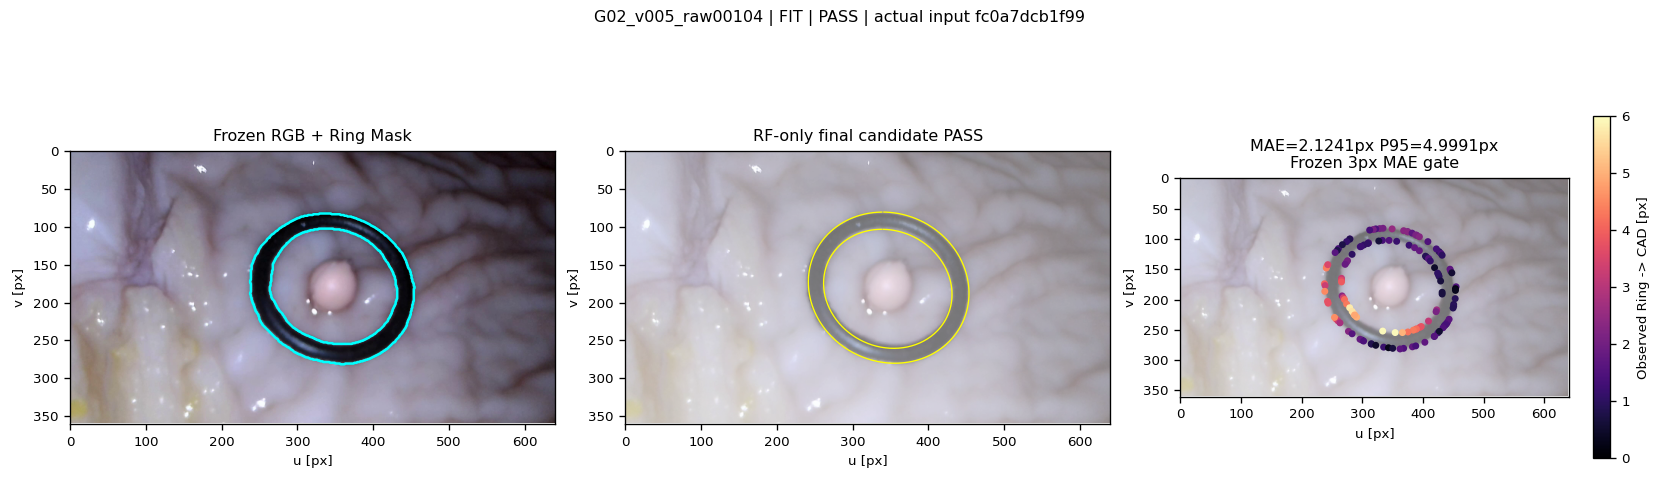 G02_v005_raw00104 | FIT | PASS | actual input fc0a7dcb1f99
Frozen RGB + Ring Mask
0
50
100
150
200
250
300
350
v [px]
0 100 200 300 400 500 600
u [px]
RF-only final candidate PASS
0
50
100
150
200
250
300
350
v [px]
0 100 200 300 400 500 600
u [px]
MAE=2.1241px P95=4.9991px
Frozen 3px MAE gate
0
50
100
150
200
250
300
350
v [px]
0 100 200 300 400 500 600
u [px]
6
5
4
3
2
1
0
Observed Ring -> CAD [px]